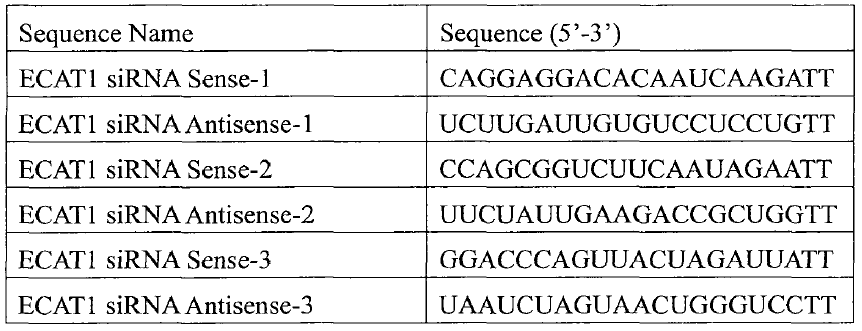 Sequence Name Sequence (5'-3')
ECAT1 siRNA Sense-1 CAGGAGGACACAAUCAAGATT
ECAT1 siRNA Antisense-1 UCUUGAUUGUGUCCUCCUGTT
ECAT1 siRNA Sense-2 CCAGCGGUCUUCAAUAGAATT
ECAT1 siRNA Antisense-2 UUCUAUUGAAGACCGCUGGTT
ECAT1 siRNA Sense-3 GGACCCAGUUACUAGAUUATT
ECAT1 siRNA Antisense-3 UAAUCUAGUAACUGGGUCCTT